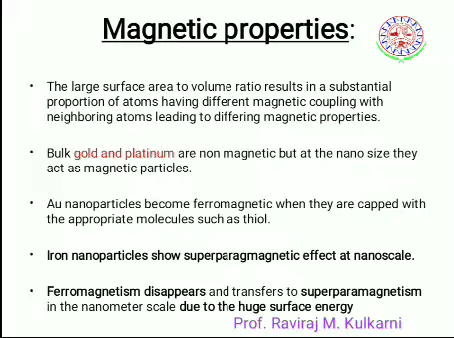 Magnetic properties:
• The large surface area to volume ratio results in a substantial
proportion of atoms having different magnetic coupling with
neighboring atoms leading to differing magnetic properties.
• Bulk gold and platinum are non magnetic but at the nano size they
act as magnetic particles.
• Au nanoparticles become ferromagnetic when they are capped with
the appropriate molecules such as thiol.
• Iron nanoparticles show superparagmagnetic effect at nanoscale.
• Ferromagnetism disappears and transfers to superparamagnetism
in the nanometer scale due to the huge surface energy
Prof. Raviraj M. Kulkarni